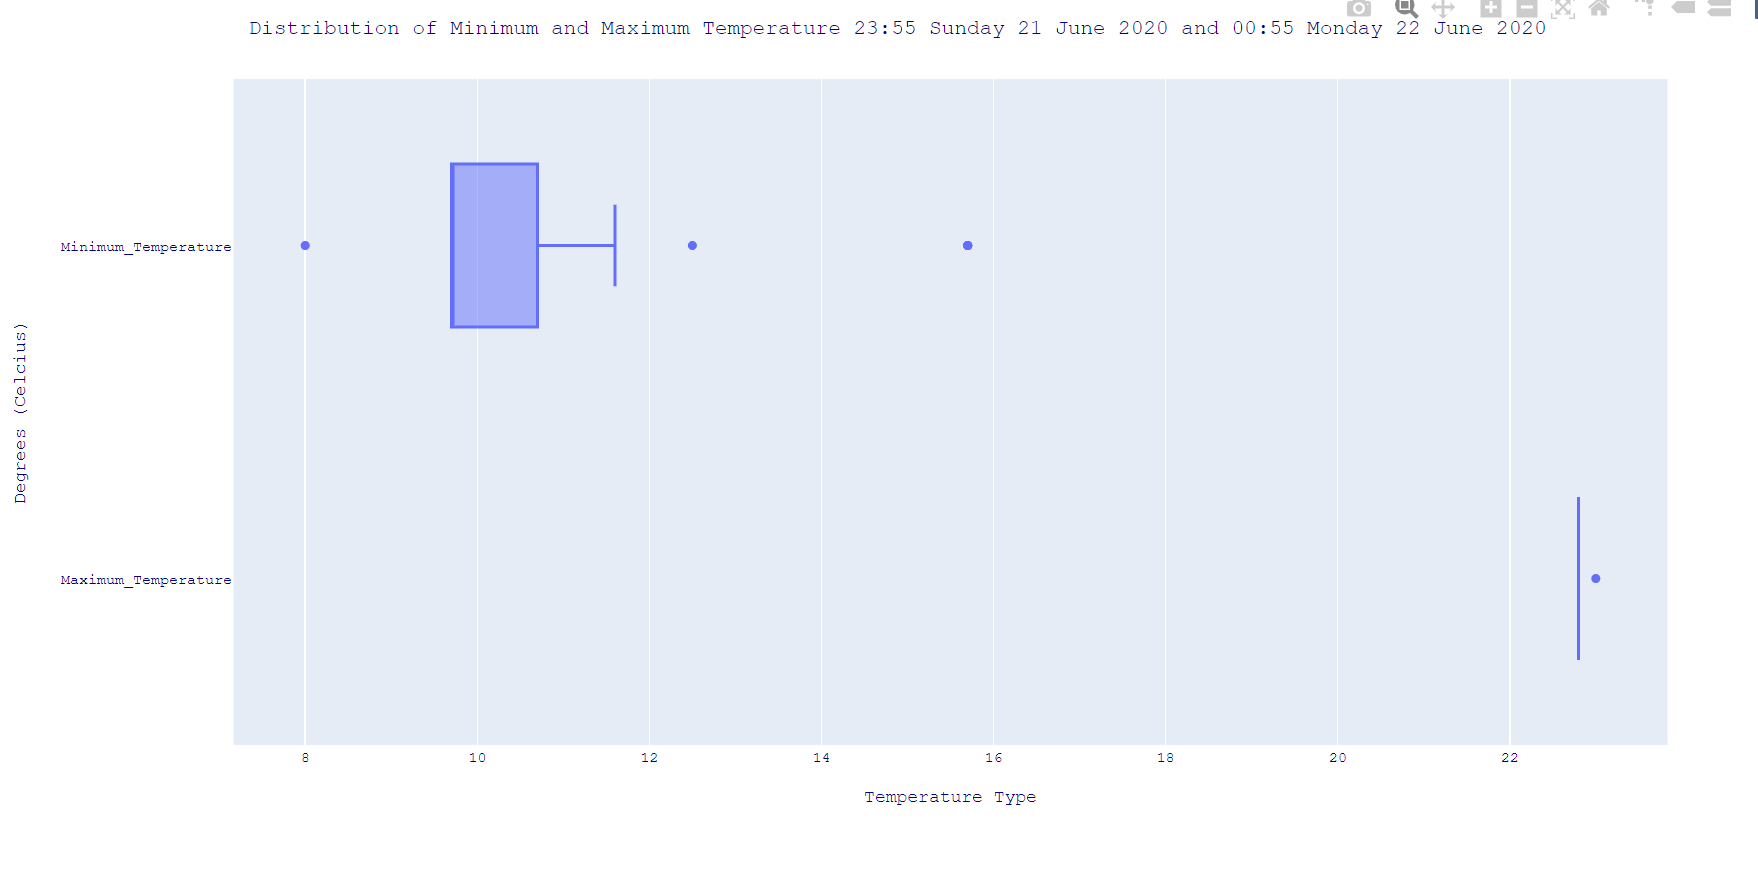 Distribution of Minimum and Maximum Temperature 23:55 Sunday 21 June 2020 and 00:55 Monday 22 June 2020
Degrees (Celcius)
Minimum_Temperature
Maximum_Temperature
8 10 12 14 16 18 20 22
Temperature Type